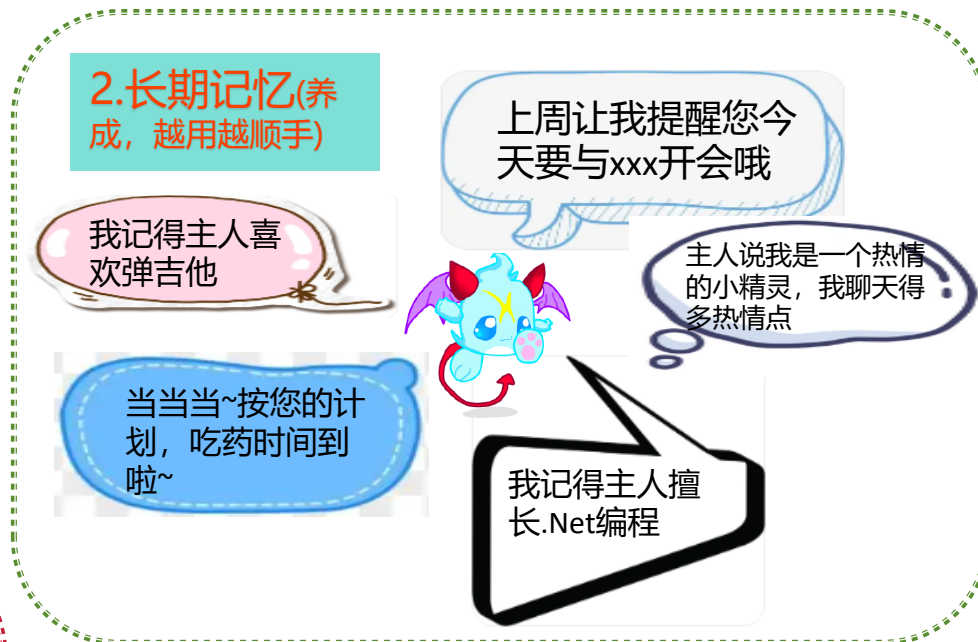 2.长期记忆(养
成，越用越顺手)
上周让我提醒您今
天要与xxx开会哦
我记得主人喜
欢弹吉他
主人说我是一个热情
的小精灵，我聊天得
多热情点
当当当~按您的计
划，吃药时间到
啦~
我记得主人擅
长.Net编程